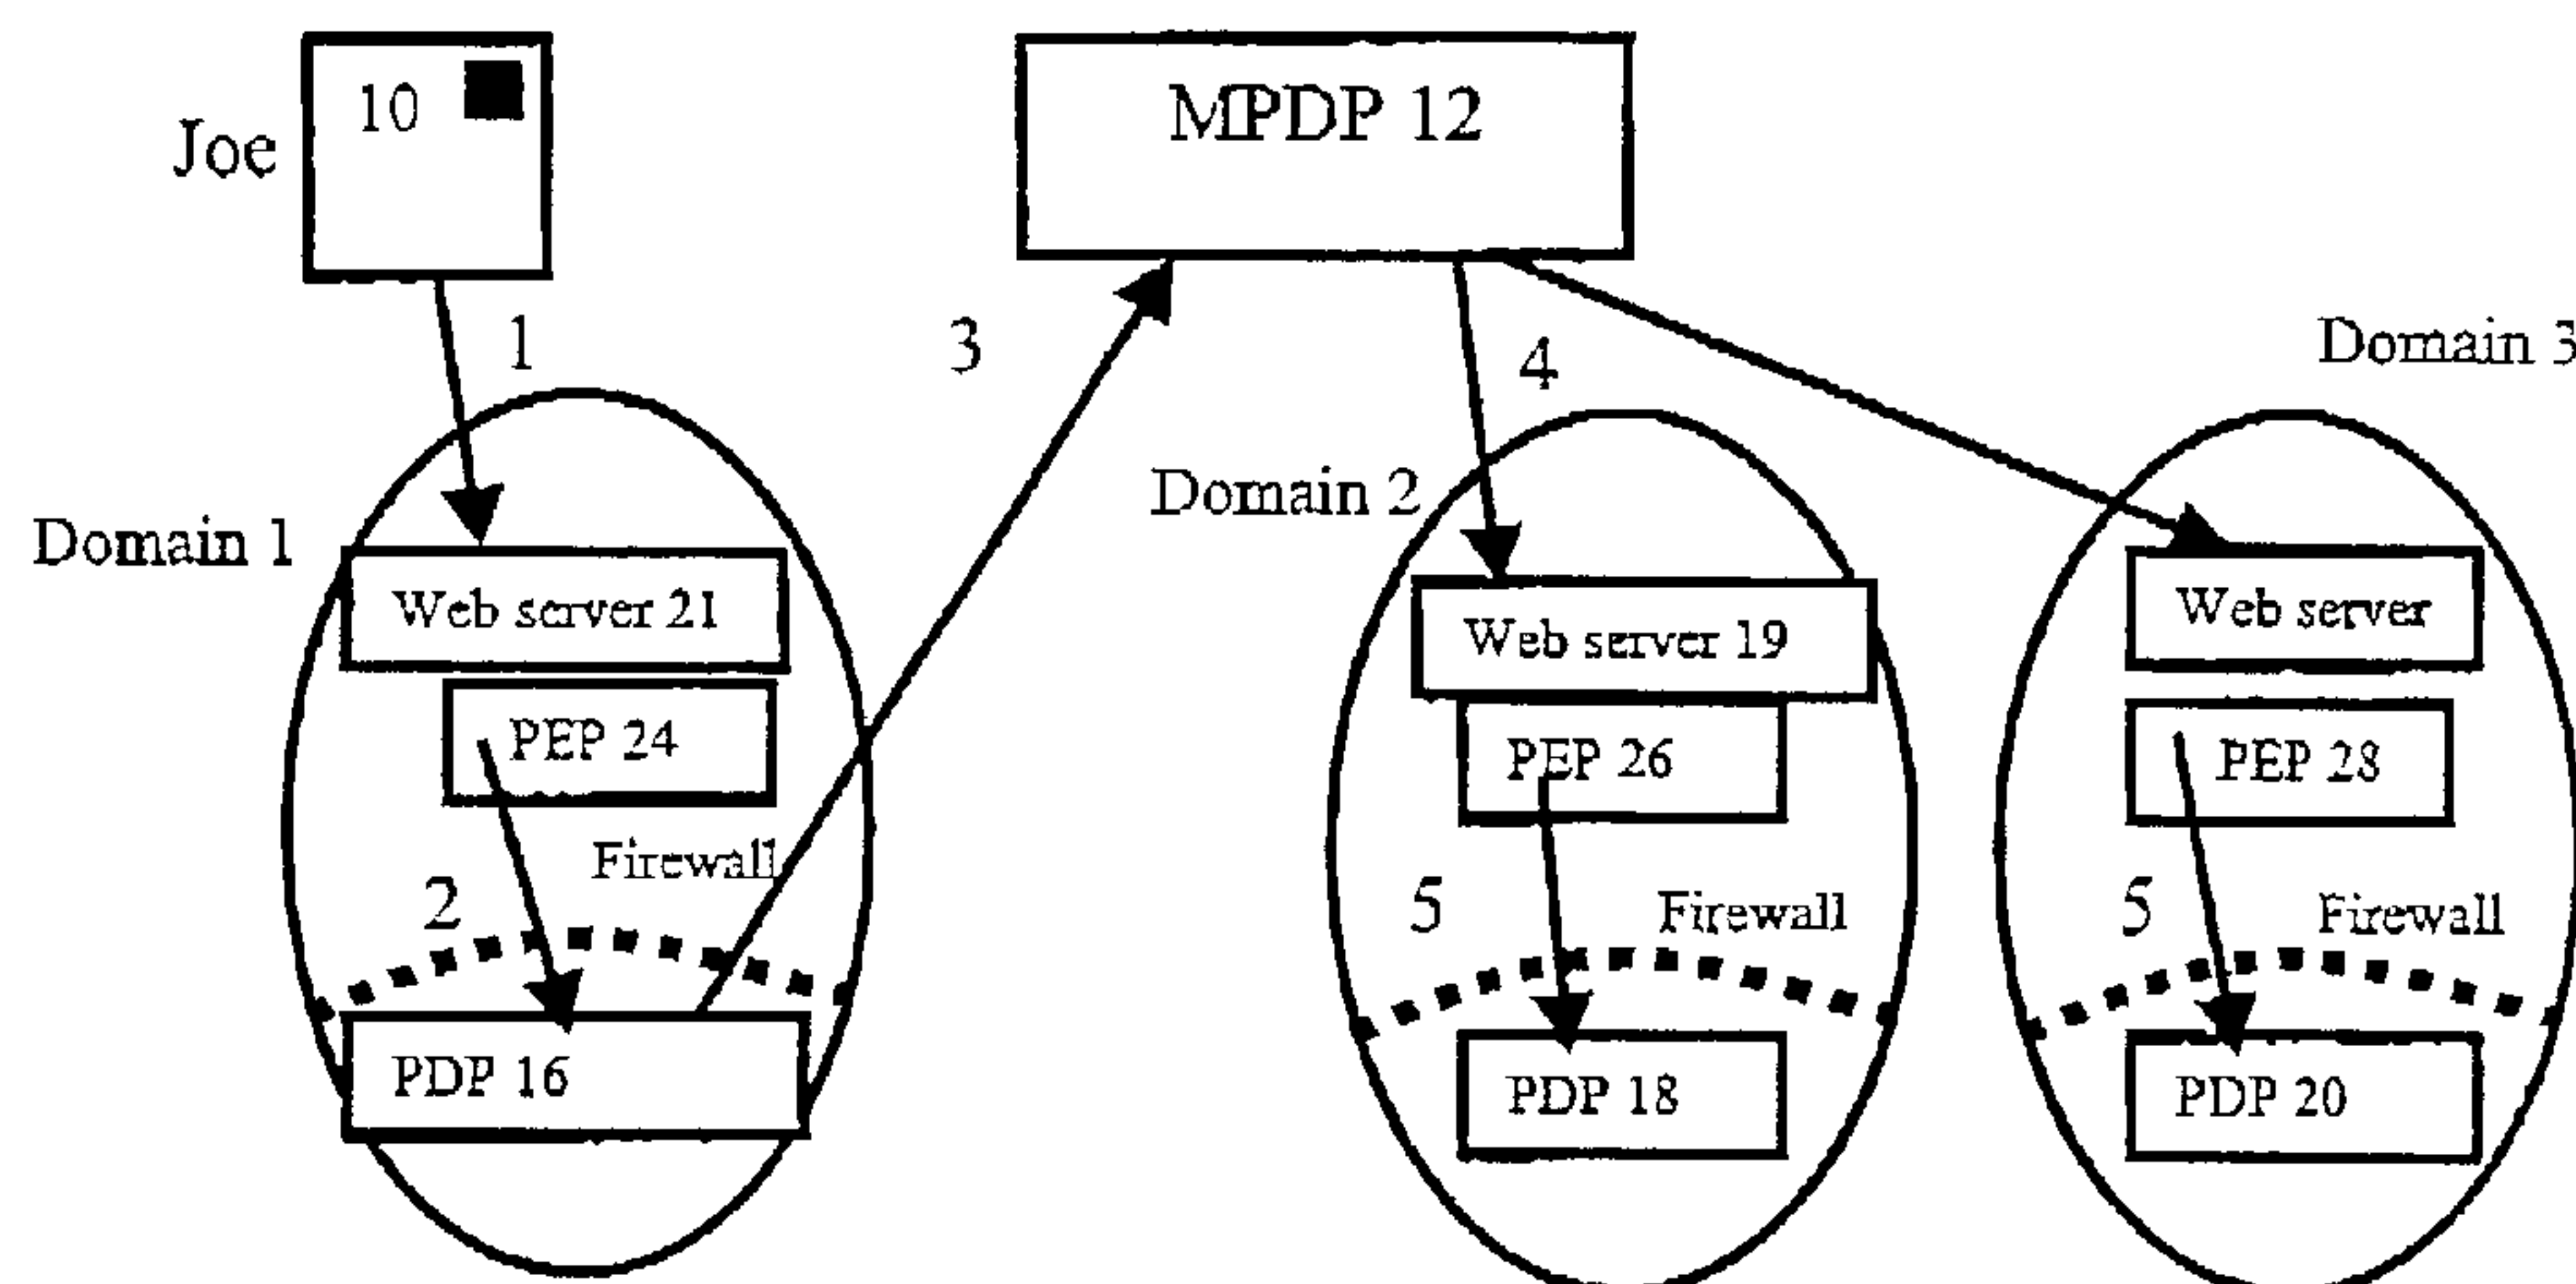 Joe
10
MPDP 12
1
3
4
Domain 3
Domain 2
Domain 1
Web server 21
Web server 19
Web server
PEP 24
PEP 26
PEP 28
Firewall
2
5
Firewall
5
Firewall
PDP 16
PDP 18
PDP 20